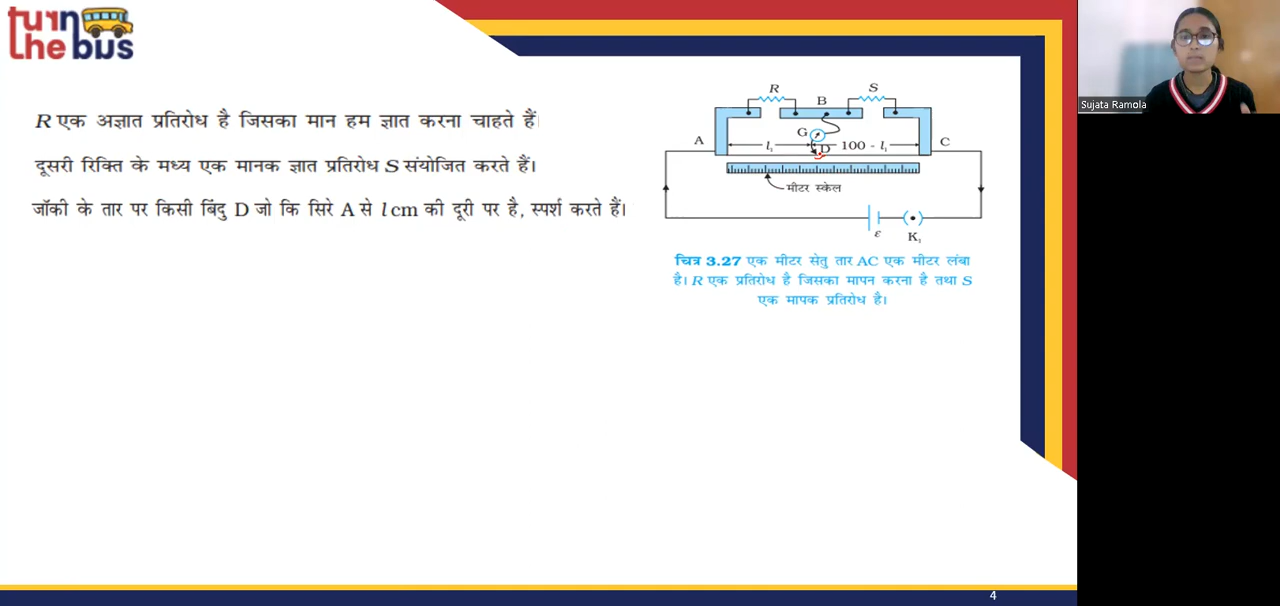 turn
the bus
R एक अज्ञात प्रतिरोध है जिसका मान हम ज्ञात करना चाहते हैं।
दूसरी रिक्ति के मध्य एक मानक ज्ञात प्रतिरोध S संयोजित करते हैं।
जॉकी के तार पर किसी बिंदु D जो कि सिरे A से l cm की दूरी पर है, स्पर्श करते हैं।
R
S
B
G
A
l₁
D
100 - l₁
C
मीटर स्केल
ε
K₁
चित्र 3.27 एक मीटर सेतु तार AC एक मीटर लंबा
है। R एक प्रतिरोध है जिसका मापन करना है तथा S
एक मापक प्रतिरोध है।
Sujata Ramola
4